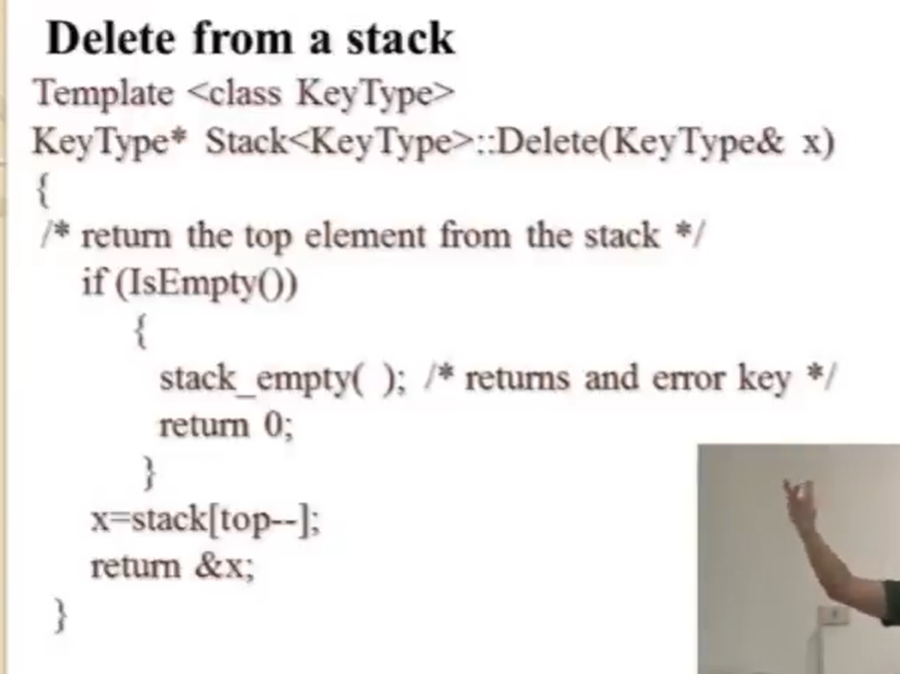 Delete from a stack
Template <class KeyType>
KeyType* Stack<KeyType>::Delete(KeyType& x)
{
/* return the top element from the stack */
if (IsEmpty())
{
stack_empty( ); /* returns and error key */
return 0;
}
x=stack[top--];
return &x;
}